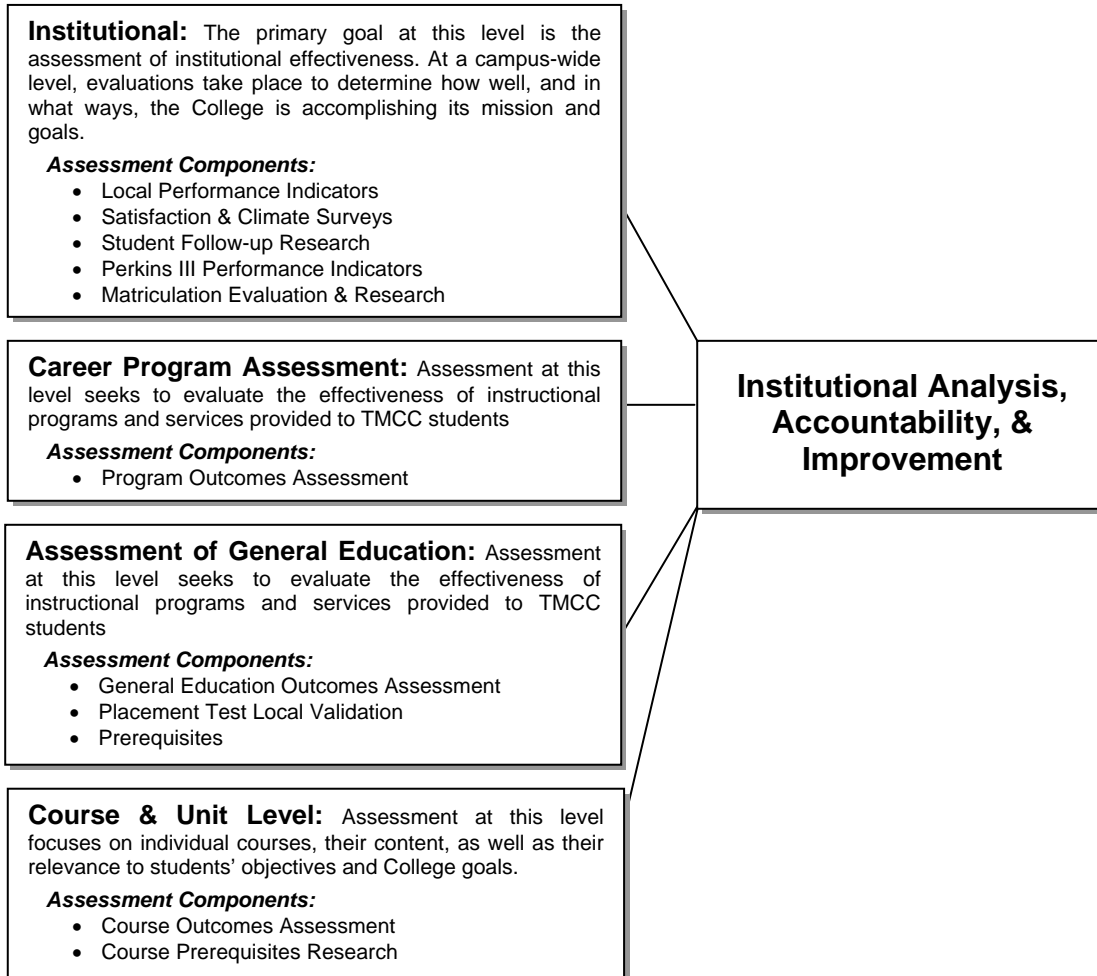 Institutional: The primary goal at this level is the
assessment of institutional effectiveness. At a campus-wide
level, evaluations take place to determine how well, and in
what ways, the College is accomplishing its mission and
goals.
Assessment Components:
• Local Performance Indicators
• Satisfaction & Climate Surveys
• Student Follow-up Research
• Perkins III Performance Indicators
• Matriculation Evaluation & Research
Career Program Assessment: Assessment at this
level seeks to evaluate the effectiveness of instructional
programs and services provided to TMCC students
Assessment Components:
• Program Outcomes Assessment
Assessment of General Education: Assessment
at this level seeks to evaluate the effectiveness of
instructional programs and services provided to TMCC
students
Assessment Components:
• General Education Outcomes Assessment
• Placement Test Local Validation
• Prerequisites
Course & Unit Level: Assessment at this level
focuses on individual courses, their content, as well as their
relevance to students’ objectives and College goals.
Assessment Components:
• Course Outcomes Assessment
• Course Prerequisites Research
Institutional Analysis,
Accountability, &
Improvement